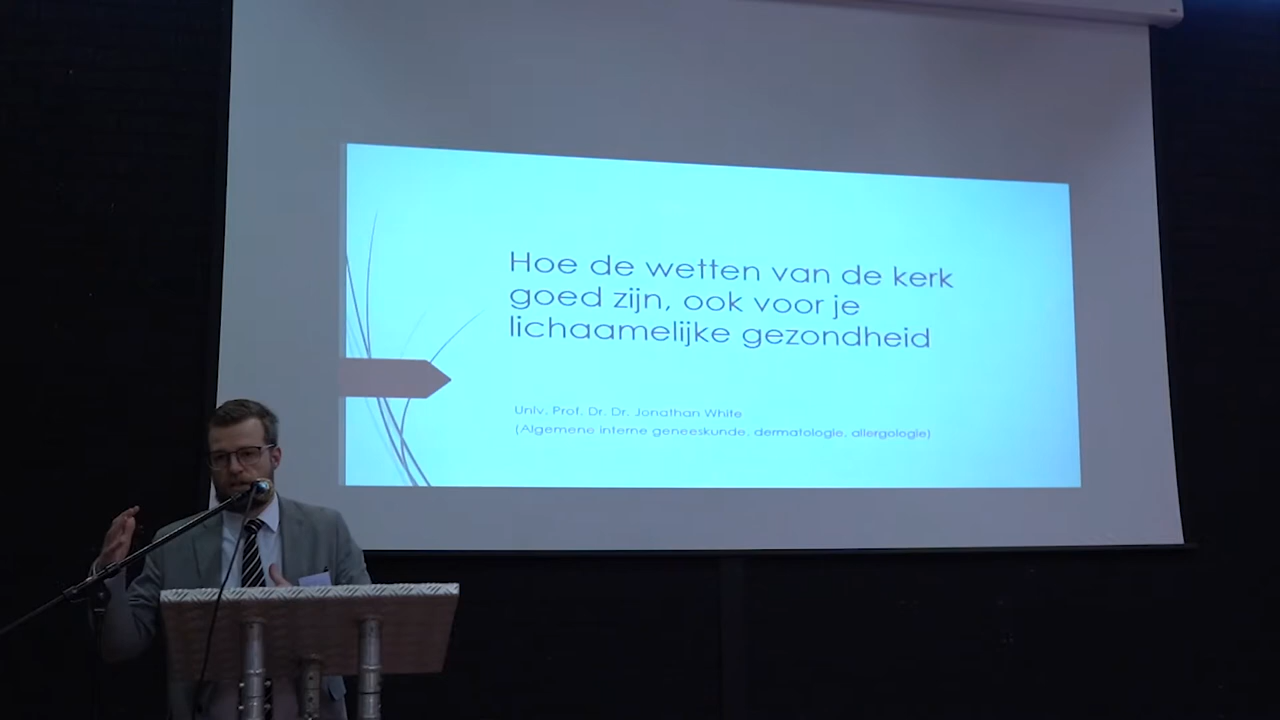 Hoe de wetten van de kerk
goed zijn, ook voor je
lichaamelijke gezondheid
Univ. Prof. Dr. Dr. Jonathan White
(Algemene interne geneeskunde, dermatologie, allergologie)